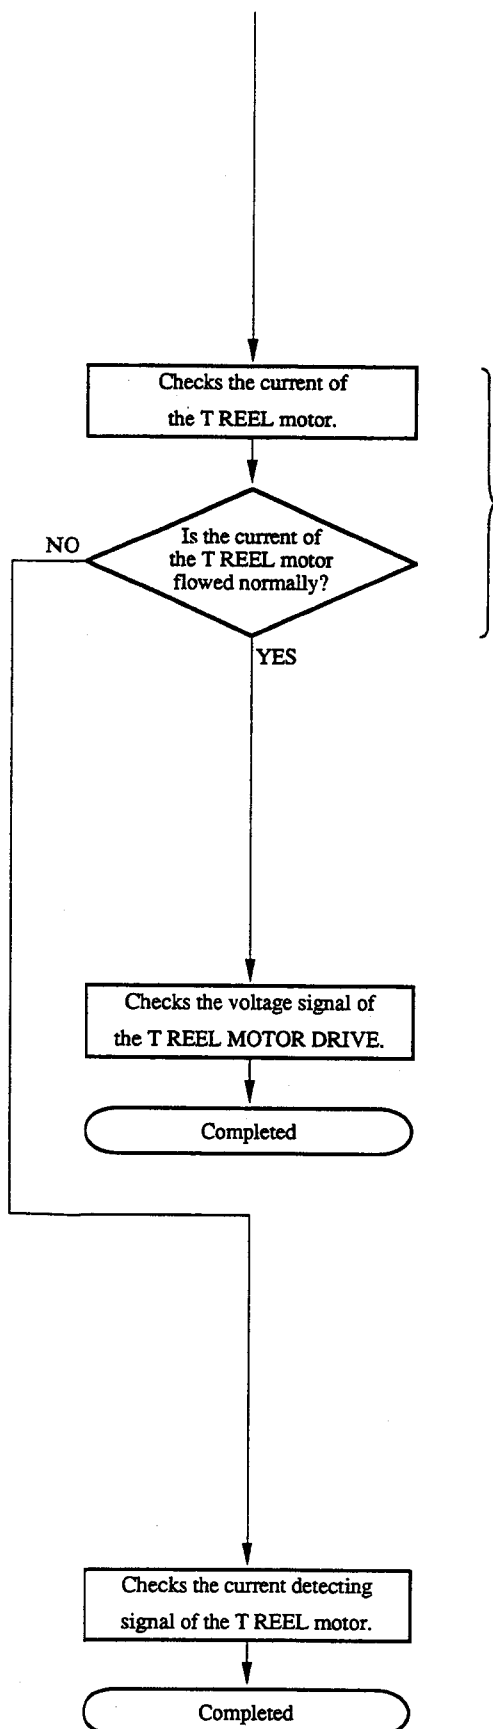 Checks the current of
the T REEL motor.
Is the current of
the T REEL motor
flowed normally?
NO
YES
Checks the voltage signal of
the T REEL MOTOR DRIVE.
Completed
Checks the current detecting
signal of the T REEL motor.
Completed